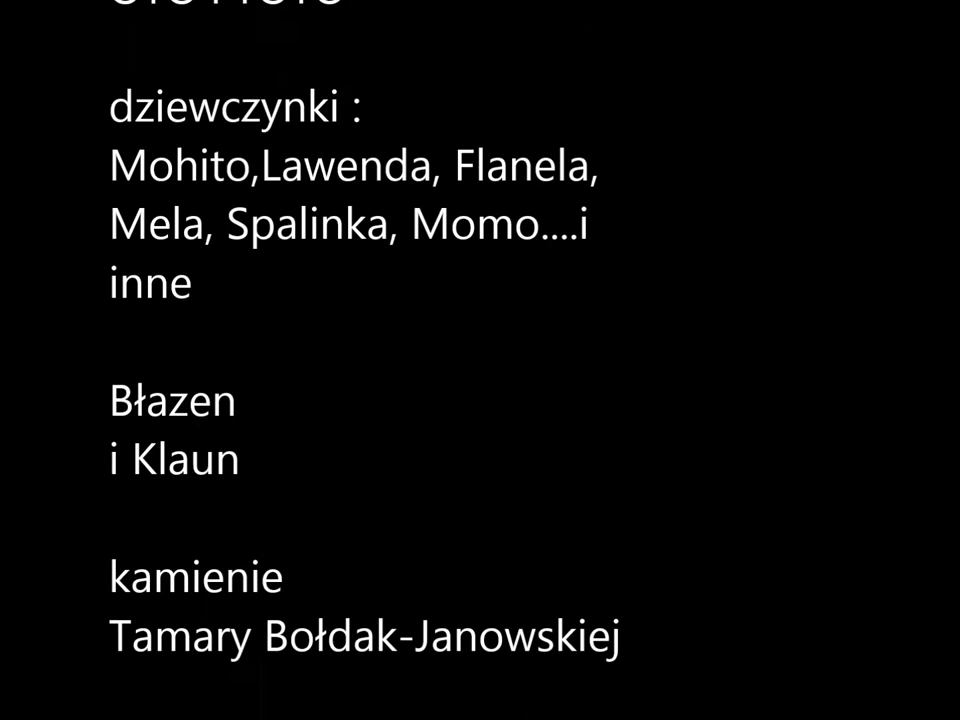 dziewczynki :
Mohito,Lawenda, Flanela,
Mela, Spalinka, Momo....i
inne
Błazen
i Klaun
kamienie
Tamary Bołdak-Janowskiej